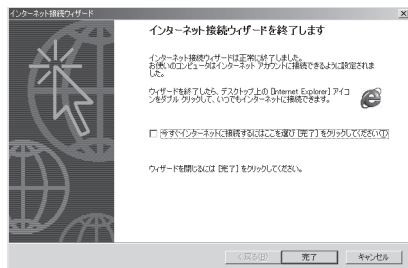 インターネット接続ウィザード
インターネット接続ウィザードを終了します
インターネット接続ウィザードは正常に終了しました。
お使いのコンピュータはインターネット アカウントに接続できるように設定されま
した。
ウィザードを終了したら、デスクトップ上の [Internet Explorer] アイコ
ンをダブル クリックして、いつでもインターネットに接続できます。
今すぐインターネットに接続するにはここを選び [完了] をクリックしてください(T)
ウィザードを閉じるには [完了] をクリックしてください。
< 戻る(B)
完了
キャンセル